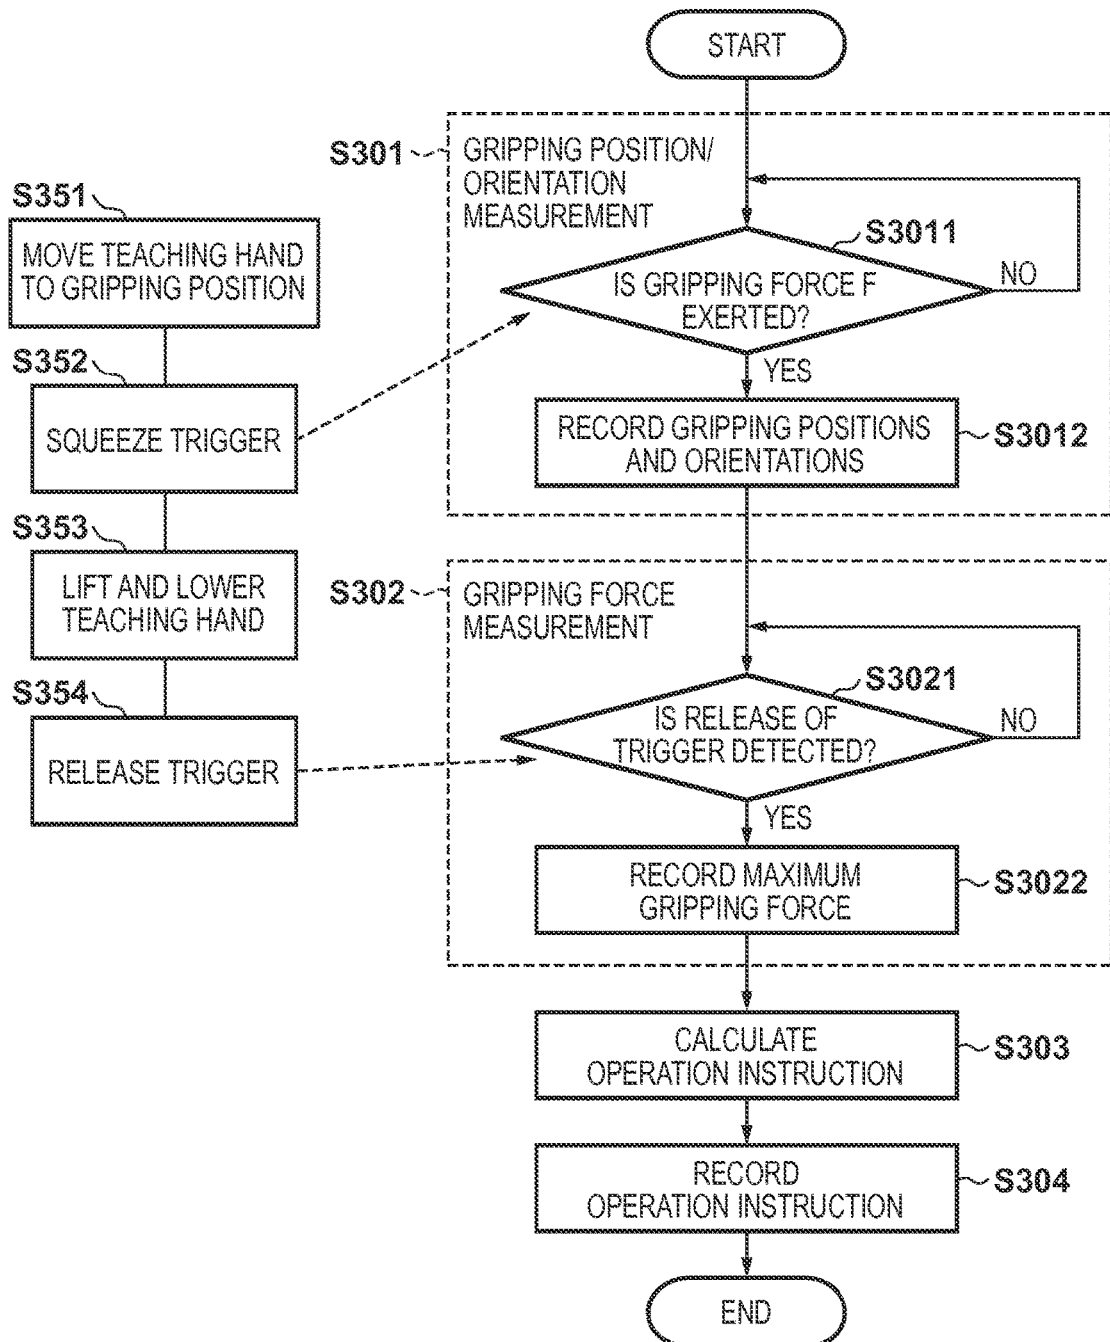 START
S301
GRIPPING POSITION/
ORIENTATION
MEASUREMENT
S351
MOVE TEACHING HAND
TO GRIPPING POSITION
S3011
IS GRIPPING FORCE F
EXERTED?
NO
YES
S352
SQUEEZE TRIGGER
RECORD GRIPPING POSITIONS
AND ORIENTATIONS
S3012
S353
LIFT AND LOWER
TEACHING HAND
S302
GRIPPING FORCE
MEASUREMENT
S354
RELEASE TRIGGER
S3021
IS RELEASE OF
TRIGGER DETECTED?
NO
YES
RECORD MAXIMUM
GRIPPING FORCE
S3022
CALCULATE
OPERATION INSTRUCTION
S303
RECORD
OPERATION INSTRUCTION
S304
END